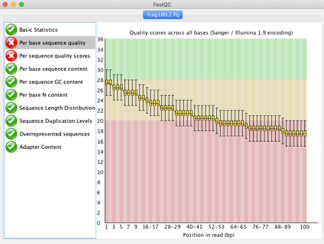 FastQC
frag180.2.fq
Basic Statistics
Per base sequence quality
Per sequence quality scores
Per base sequence content
Per sequence GC content
Per base N content
Sequence Length Distribution
Sequence Duplication Levels
Overrepresented sequences
Adapter Content
Quality scores across all bases (Sanger / Illumina 1.9 encoding)
36
34
32
30
28
26
24
22
20
18
16
14
12
10
8
6
4
2
0
1 3 5 7 9 16-17 28-29 40-41 52-53 64-65 76-77 88-89 100
Position in read (bp)